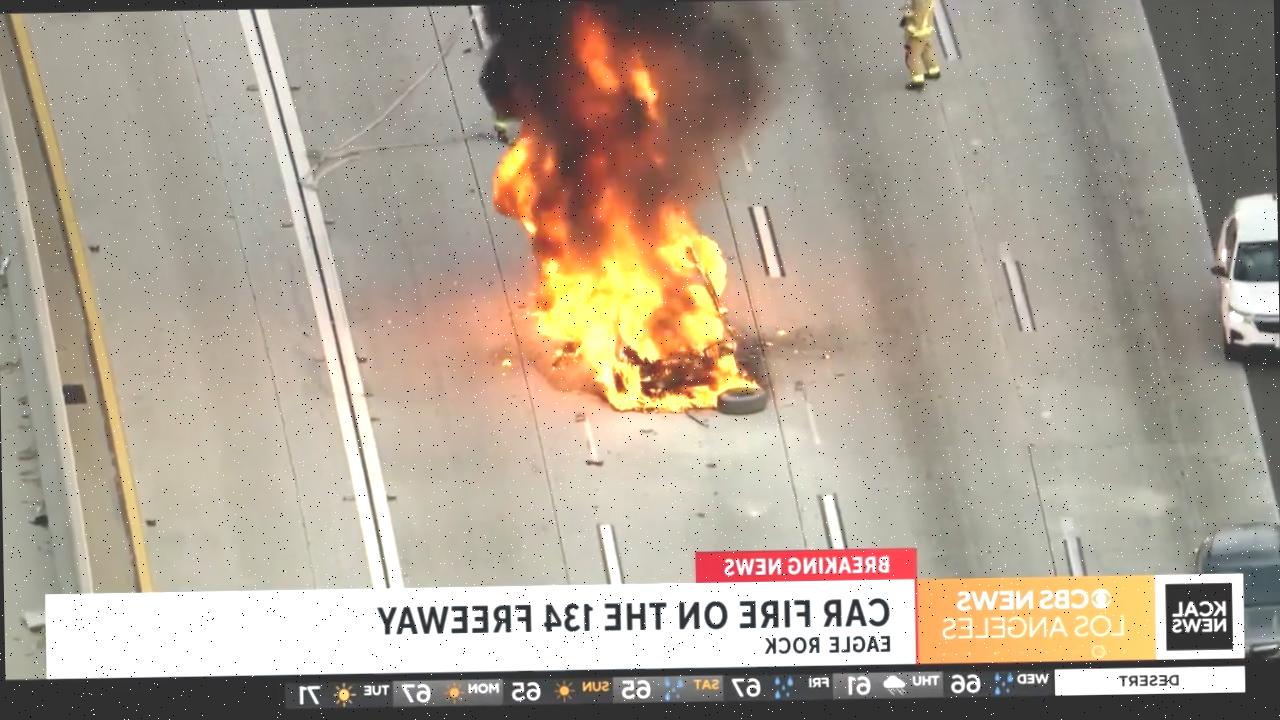 BREAKING NEWS
CAR FIRE ON THE 134 FREEWAY
EAGLE ROCK
CBS NEWS
LOS ANGELES
KCAL
NEWS
DESERT
WED 66 THU 61 FRI 67 SAT 65 SUN 65 MON 67 TUE 71